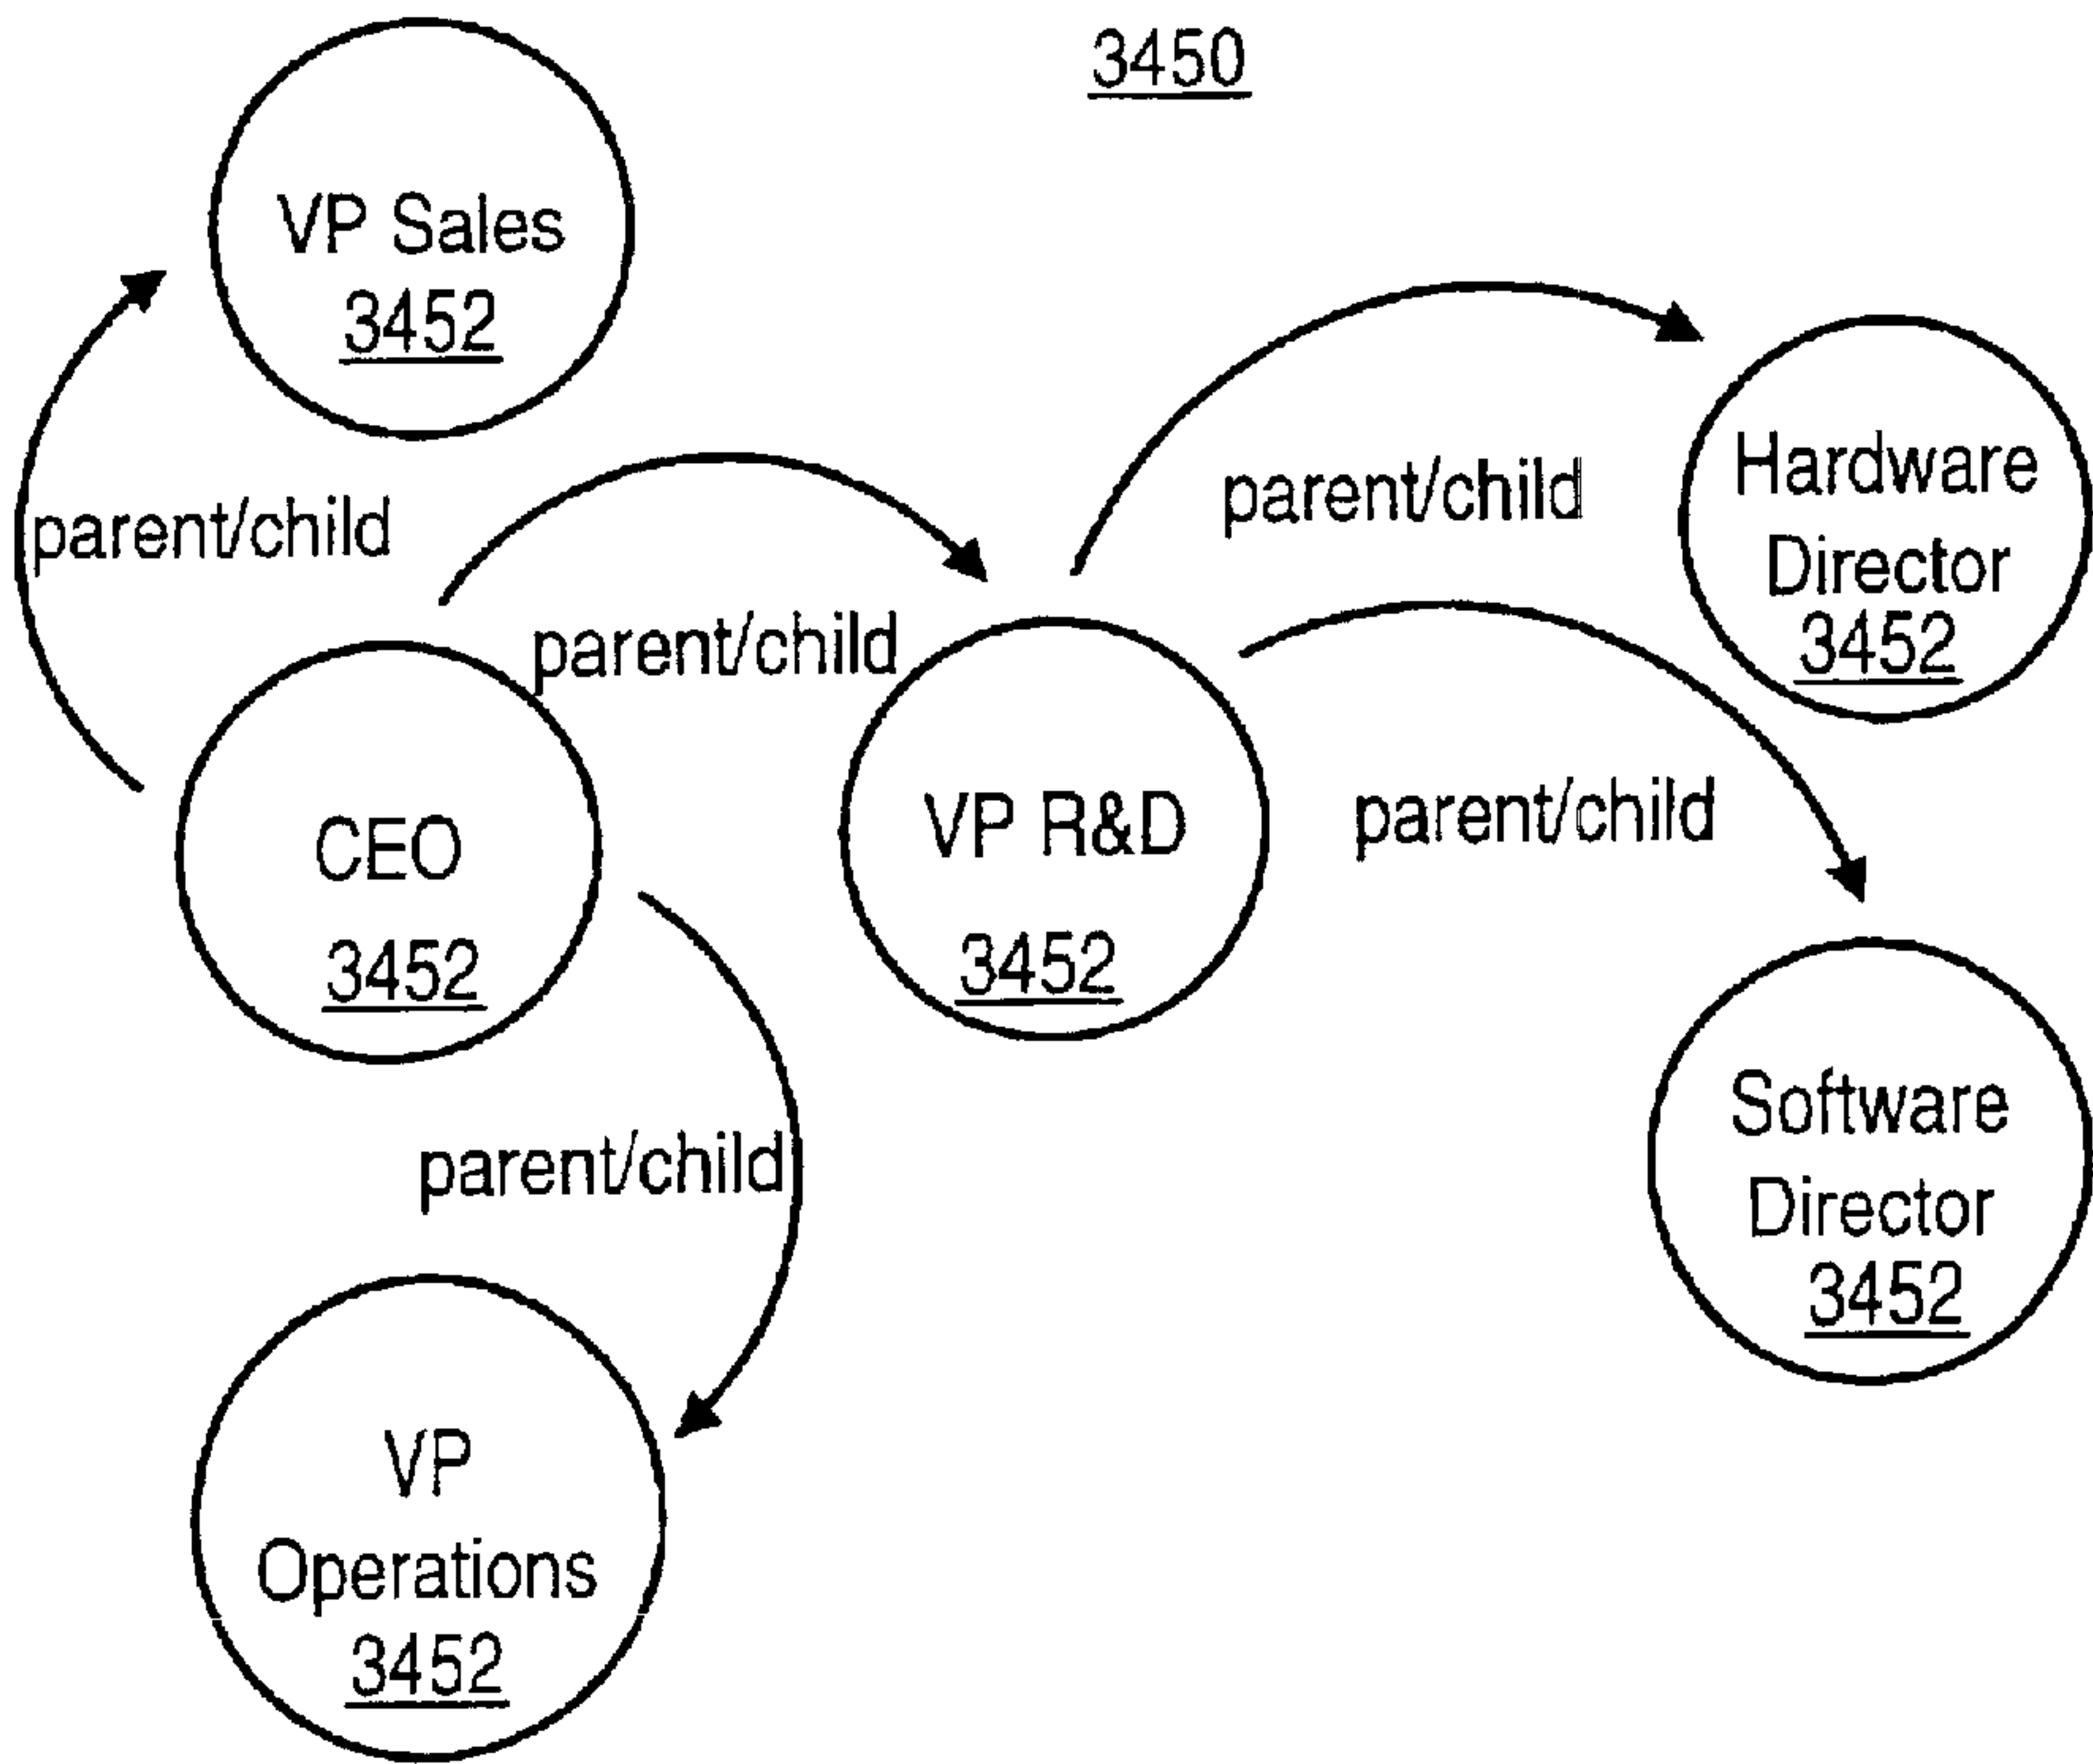 3450
VP Sales
3452
parent/child
parent/child
parent/child
Hardware
Director
3452
CEO
3452
VP R&D
3452
parent/child
parent/child
Software
Director
3452
VP
Operations
3452